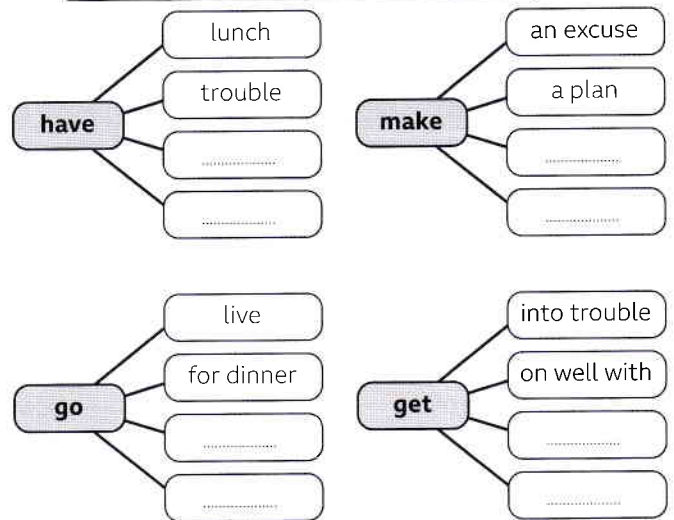 have
lunch
trouble
make
an excuse
a plan
go
live
for dinner
get
into trouble
on well with